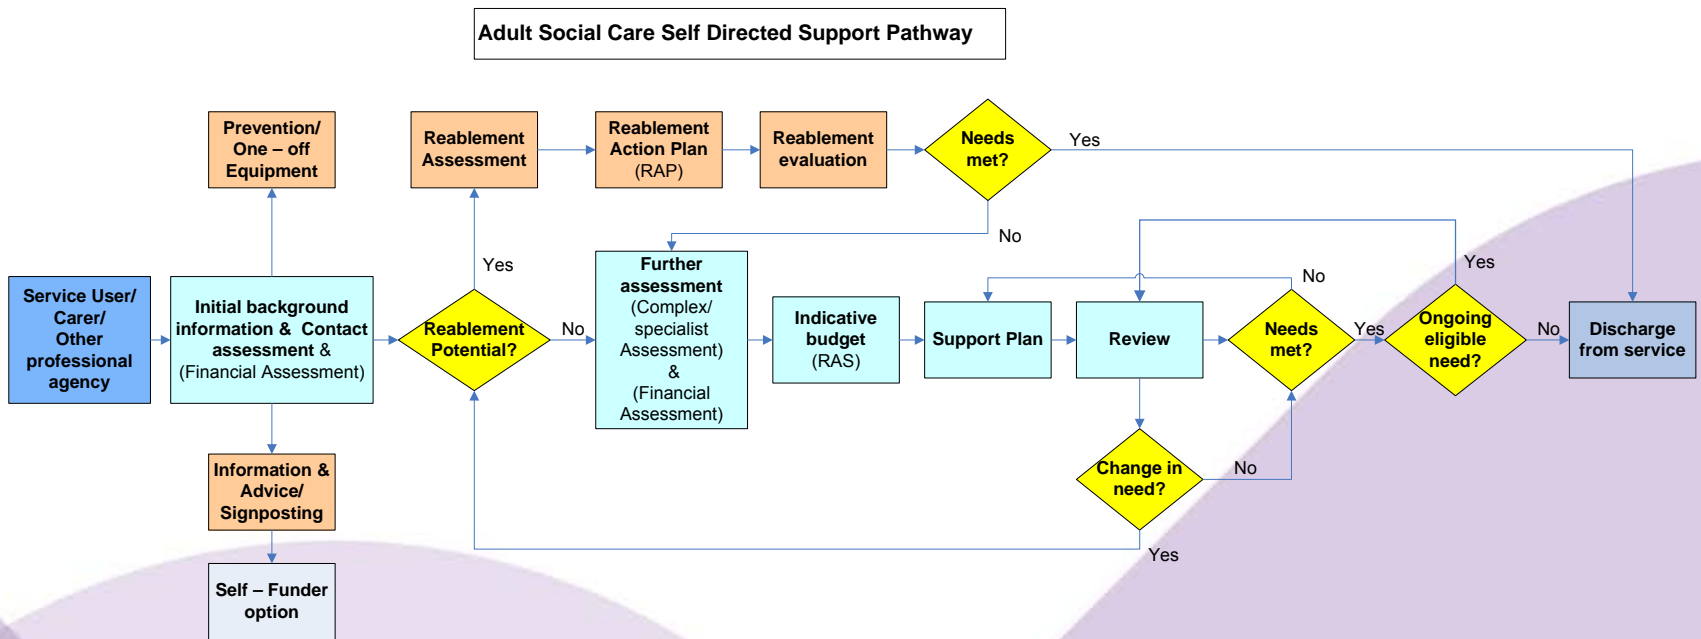 Adult Social Care Self Directed Support Pathway
Prevention/
One – off
Equipment
Reablement
Assessment
Reablement
Action Plan
(RAP)
Reablement
evaluation
Needs
met?
Yes
No
Yes
Service User/
Carer/
Other
professional
agency
Initial background
information & Contact
assessment &
(Financial Assessment)
Reablement
Potential?
No
Further
assessment
(Complex/
specialist
Assessment)
&
(Financial
Assessment)
Indicative
budget
(RAS)
Support Plan
Review
No
Needs
met?
Yes
Yes
Ongoing
eligible
need?
No
Discharge
from service
Information &
Advice/
Signposting
Change in
need?
No
Yes
Self – Funder
option